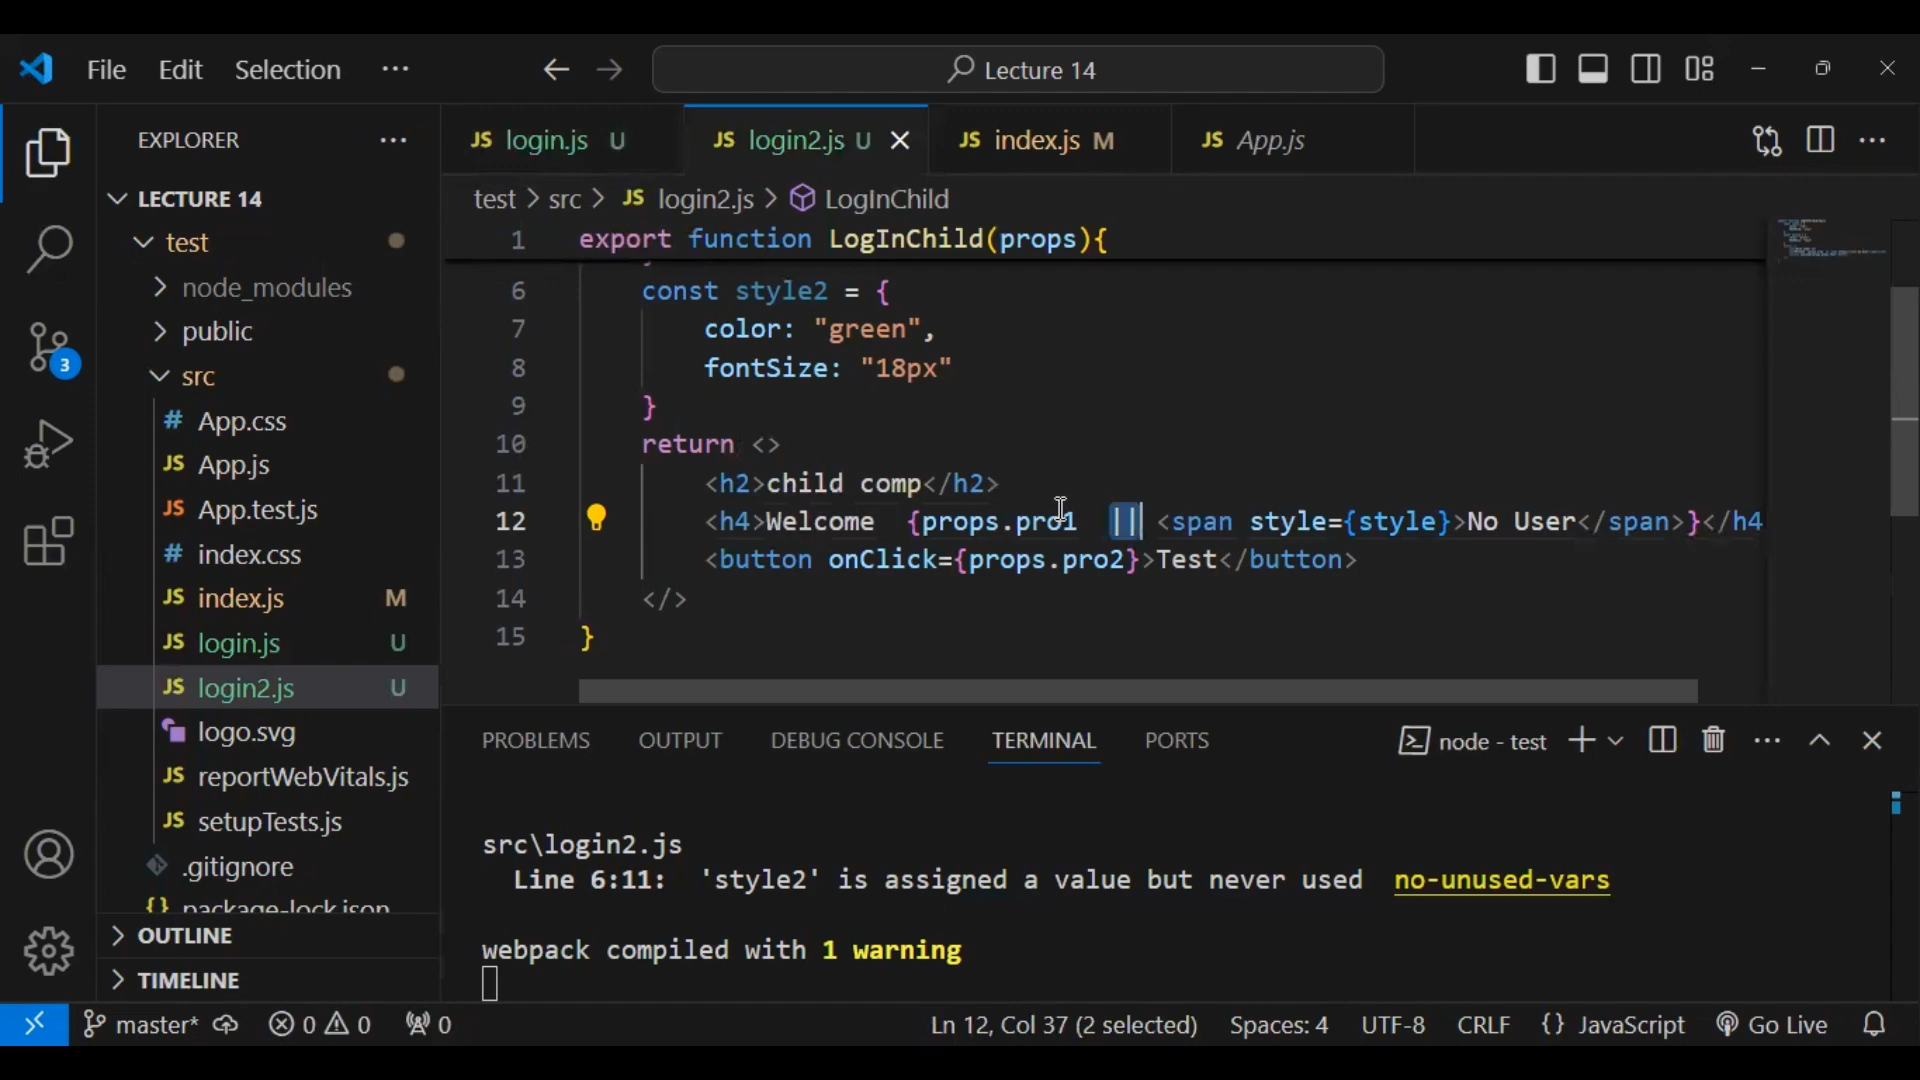 File Edit Selection ··· Lecture 14
EXPLORER ···
LECTURE 14
test
node_modules
public
src
App.css
App.js
App.test.js
index.css
index.js M
login.js U
login2.js U
logo.svg
reportWebVitals.js
setupTests.js
.gitignore
package-lock.json
OUTLINE
TIMELINE
3
JS login.js U JS login2.js U JS index.js M JS App.js
test > src > JS login2.js > LogInChild
1 export function LogInChild(props){
6 const style2 = {
7 color: "green",
8 fontSize: "18px"
9 }
10 return <>
11 <h2>child comp</h2>
12 <h4>Welcome {props.pro1 || <span style={style}>No User</span>}</h4
13 <button onClick={props.pro2}>Test</button>
14 </>
15 }
PROBLEMS OUTPUT DEBUG CONSOLE TERMINAL PORTS node - test
src\login2.js
Line 6:11: 'style2' is assigned a value but never used no-unused-vars
webpack compiled with 1 warning
master* 0 0 0 Ln 12, Col 37 (2 selected) Spaces: 4 UTF-8 CRLF {} JavaScript Go Live